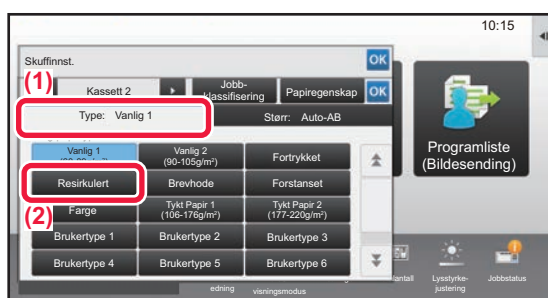 10:15
Skuffinnst.
OK
(1)
Kassett 2
Jobb-
klassifisering
Papiregenskap
OK
Type: Vanlig 1
Størr: Auto-AB
Vanlig 1
Vanlig 2
(90-105g/m²)
Fortrykket
Resirkulert
Brevhode
Forstanset
(2)
Farge
Tykt Papir 1
(106-176g/m²)
Tykt Papir 2
(177-220g/m²)
Brukertype 1
Brukertype 2
Brukertype 3
Brukertype 4
Brukertype 5
Brukertype 6
Programliste
(Bildesending)
edning
visningsmodus
antall
Lysstyrke-
justering
Jobbstatus